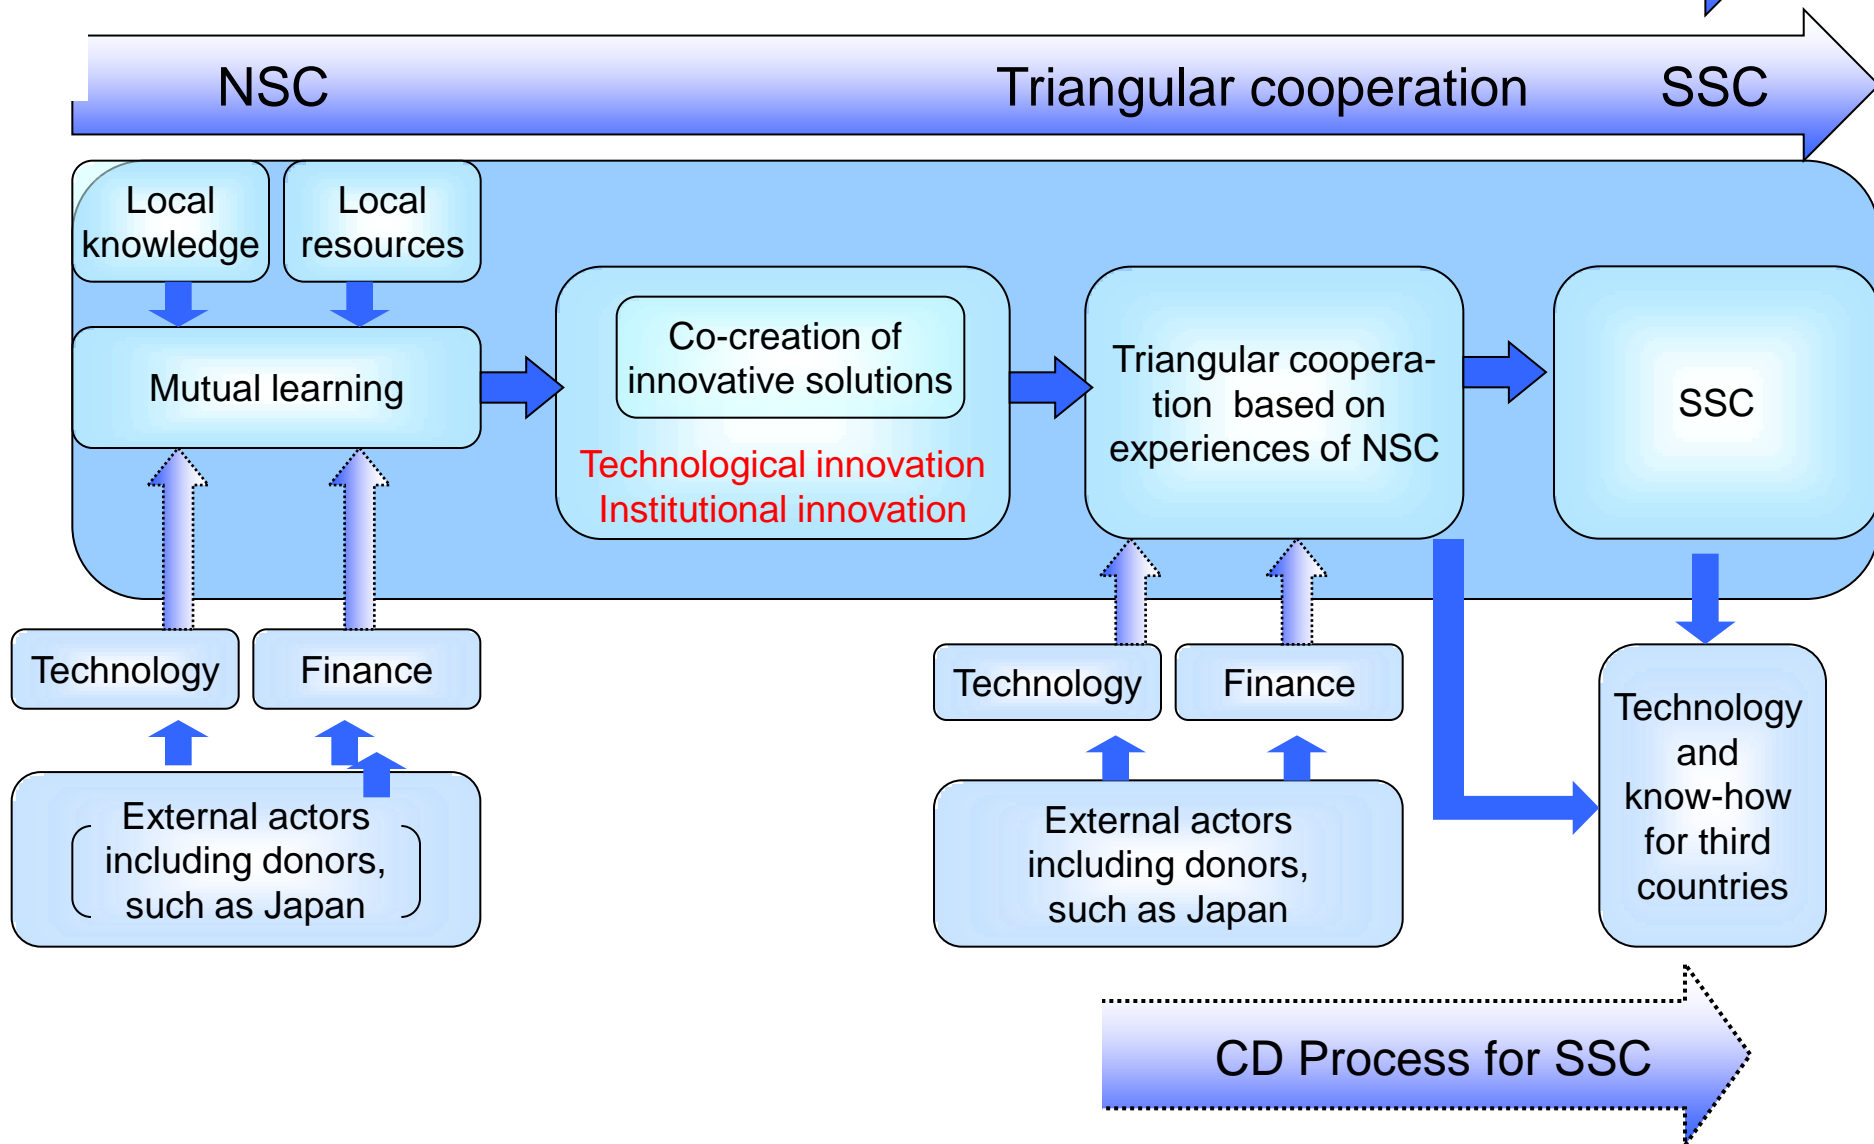 NSC
Triangular cooperation
SSC
Local
knowledge
Local
resources
Mutual learning
Co-creation of
innovative solutions
Technological innovation
Institutional innovation
Triangular coopera-
tion based on
experiences of NSC
SSC
Technology
Finance
External actors
including donors,
such as Japan
Technology
Finance
External actors
including donors,
such as Japan
Technology
and
know-how
for third
countries
CD Process for SSC